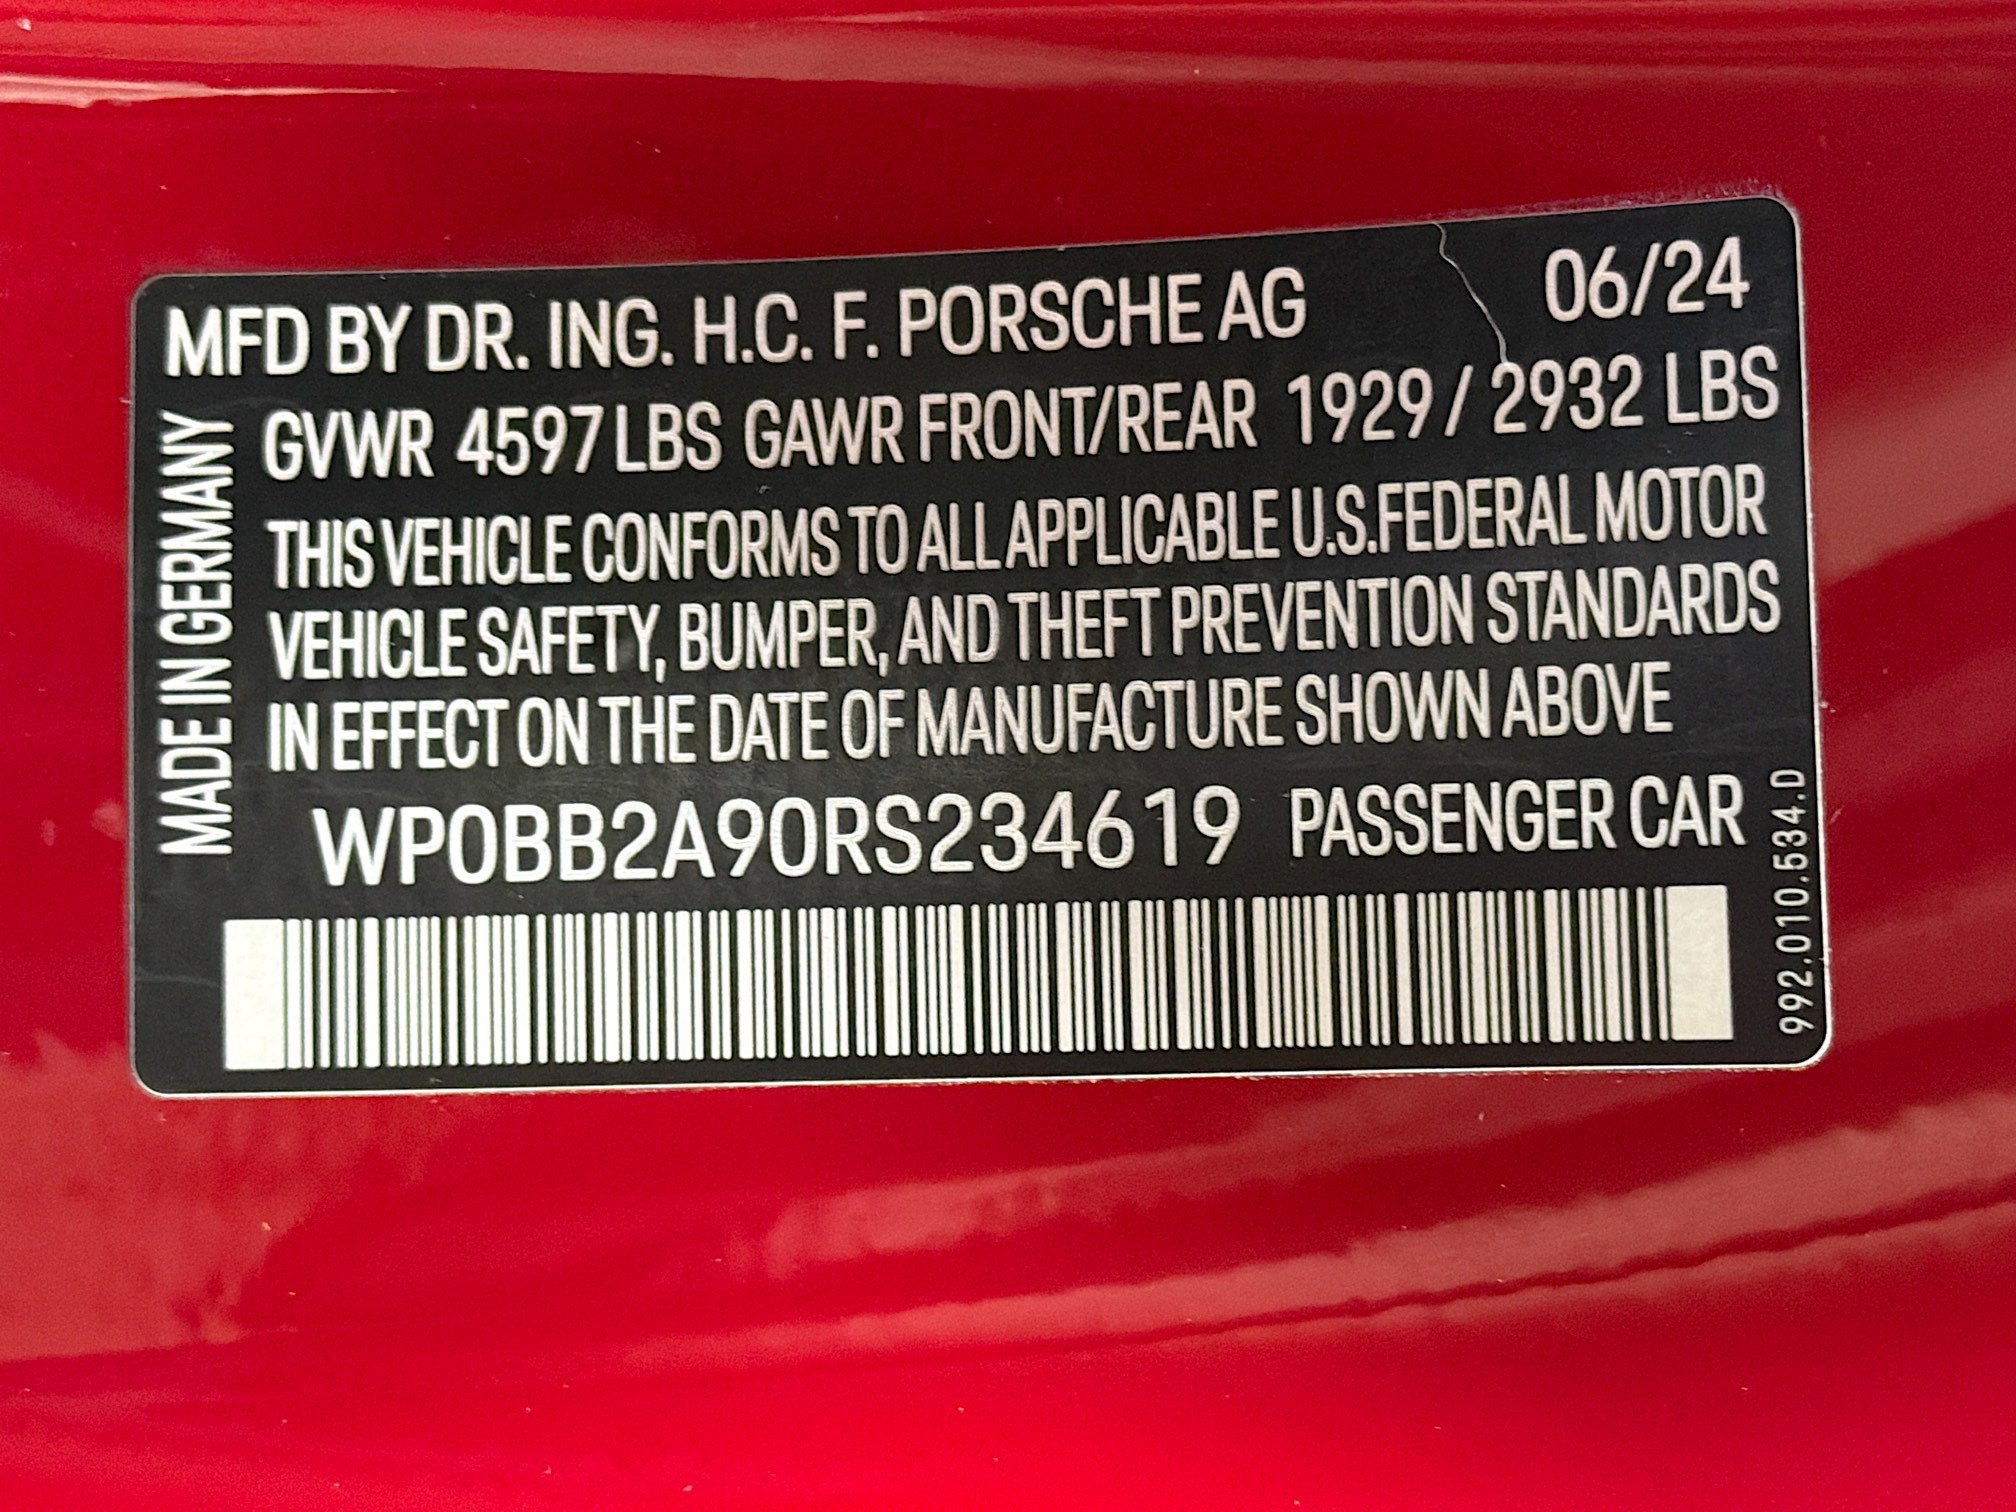 MFD BY DR. ING. H.C. F. PORSCHE AG 06/24
GVWR 4597 LBS GAWR FRONT/REAR 1929 / 2932 LBS
THIS VEHICLE CONFORMS TO ALL APPLICABLE U.S.FEDERAL MOTOR
VEHICLE SAFETY, BUMPER, AND THEFT PREVENTION STANDARDS
IN EFFECT ON THE DATE OF MANUFACTURE SHOWN ABOVE
WP0BB2A90RS234619 PASSENGER CAR
MADE IN GERMANY
992.010.534.D